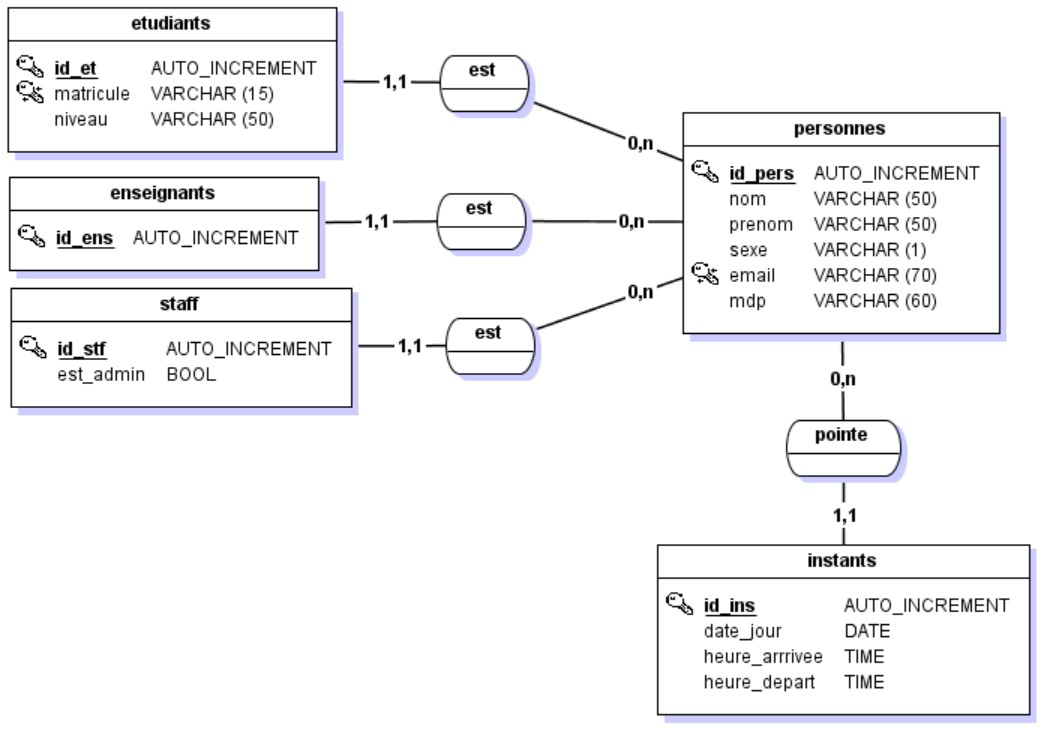 etudiants
id_et AUTO_INCREMENT
matricule VARCHAR (15)
niveau VARCHAR (50)
1,1
est
0,n
enseignants
id_ens AUTO_INCREMENT
1,1
est
0,n
staff
id_stf AUTO_INCREMENT
est_admin BOOL
1,1
est
0,n
personnes
id_pers AUTO_INCREMENT
nom VARCHAR (50)
prenom VARCHAR (50)
sexe VARCHAR (1)
email VARCHAR (70)
mdp VARCHAR (60)
0,n
pointe
1,1
instants
id_ins AUTO_INCREMENT
date_jour DATE
heure_arrrivee TIME
heure_depart TIME